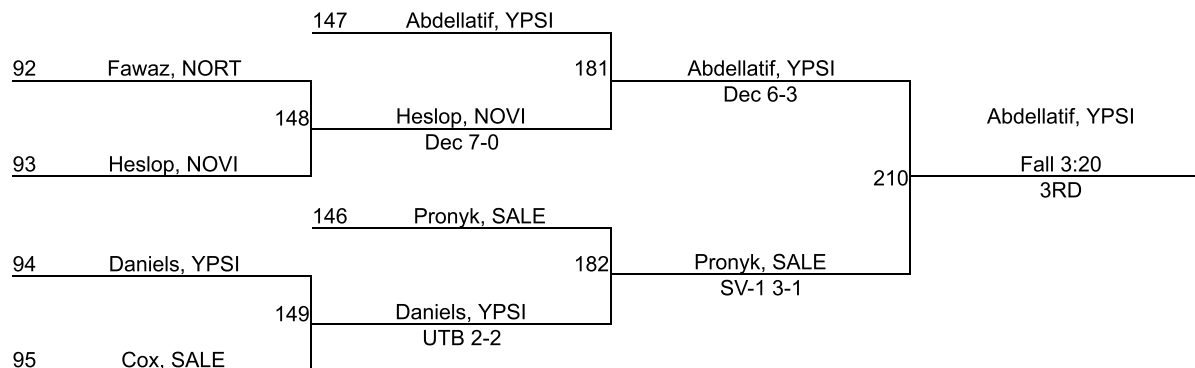 147 Abdellatif, YPSI
92 Fawaz, NORT
181 Abdellatif, YPSI
Dec 6-3
148 Heslop, NOVI
Dec 7-0
Abdellatif, YPSI
93 Heslop, NOVI
Fall 3:20
210
3RD
146 Pronyk, SALE
94 Daniels, YPSI
182 Pronyk, SALE
SV-1 3-1
149 Daniels, YPSI
UTB 2-2
95 Cox, SALE